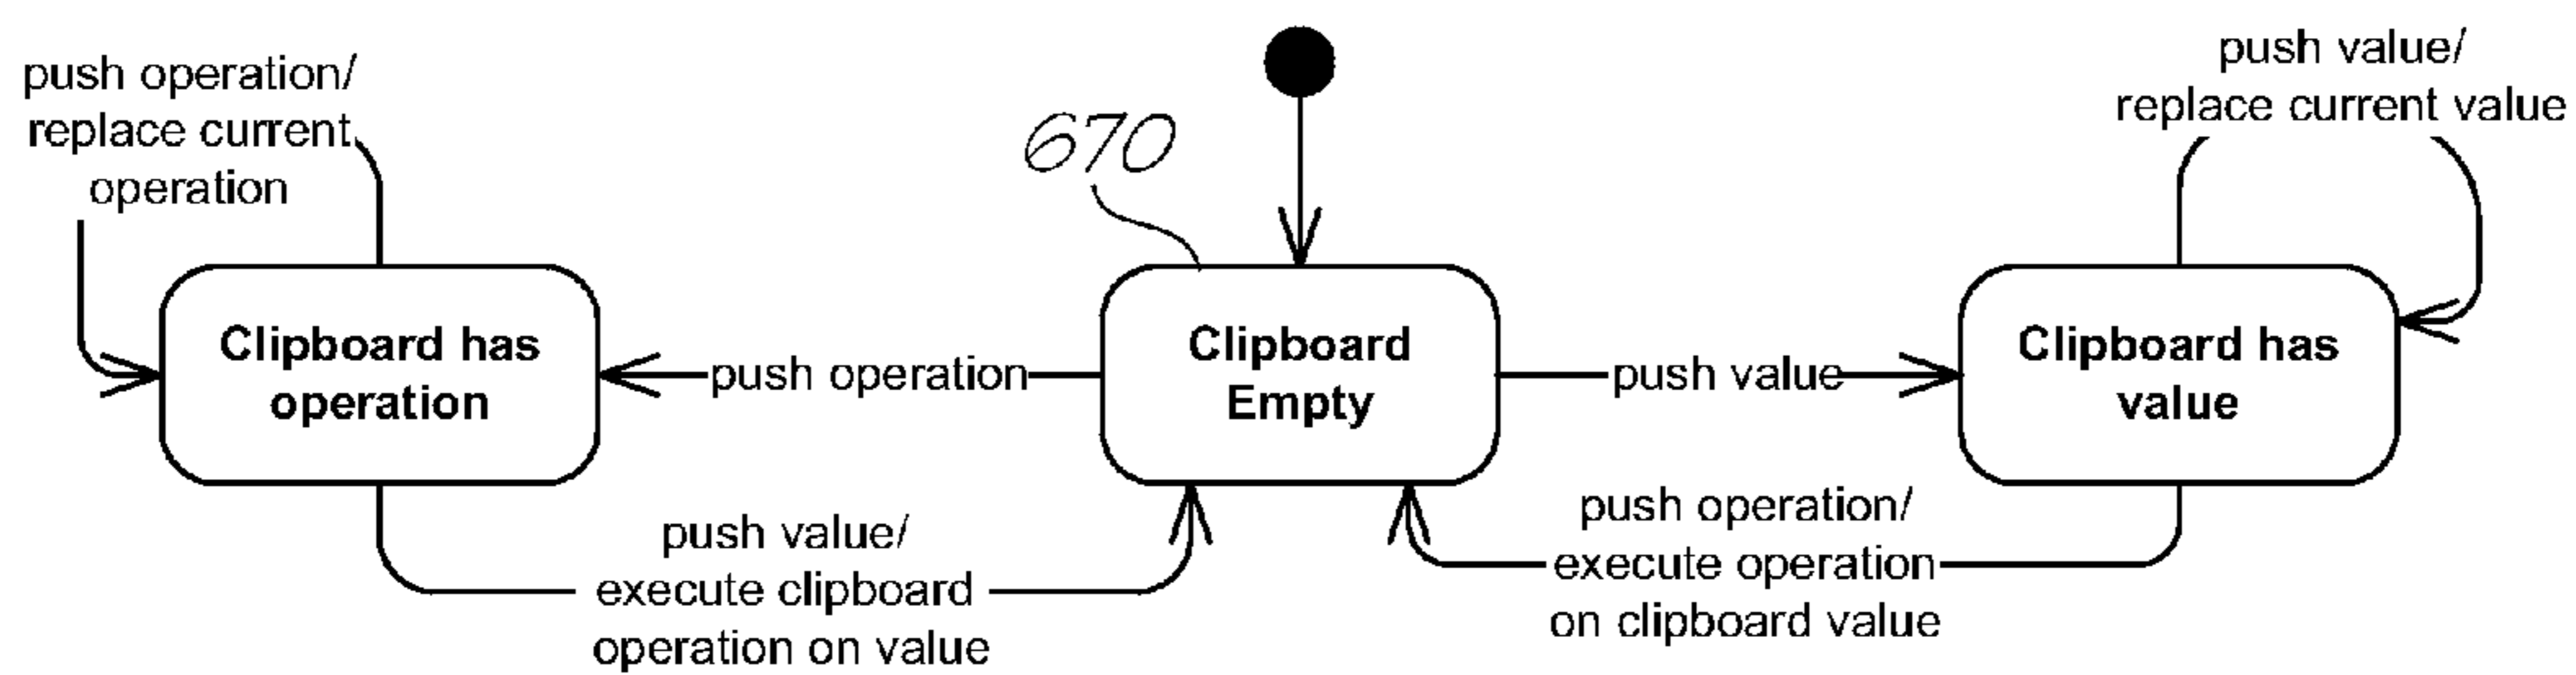 push operation/
replace current
operation
670
push value/
replace current value
Clipboard has
operation
push operation
Clipboard
Empty
push value
Clipboard has
value
push value/
execute clipboard
operation on value
push operation/
execute operation
on clipboard value